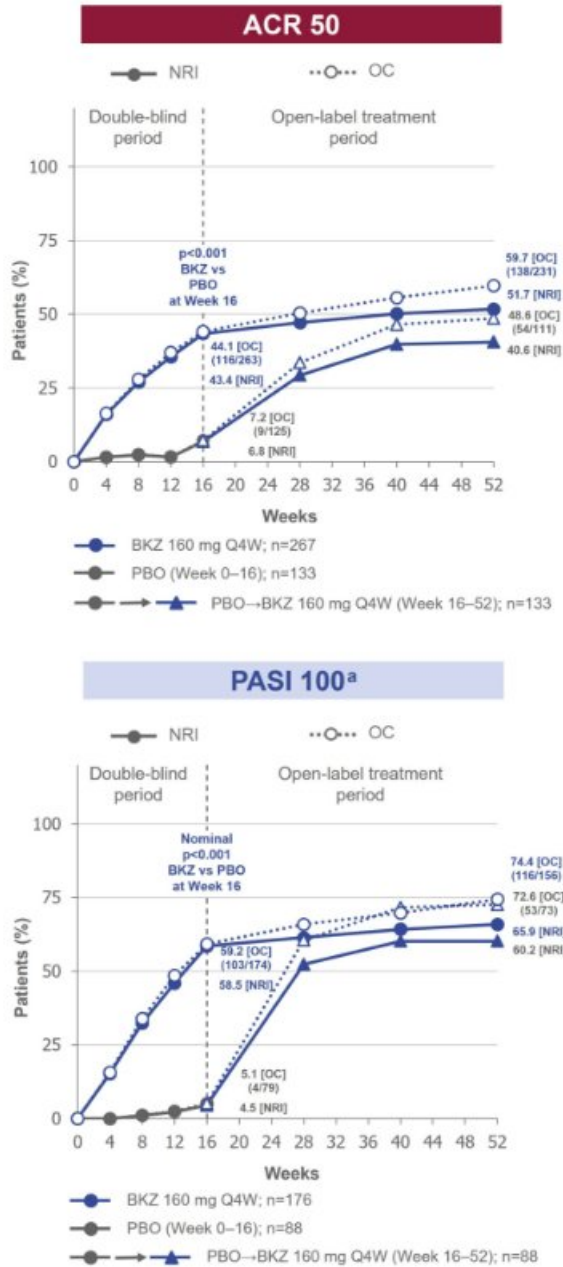 ACR 50
NRI OC
Double-blind period
Open-label treatment period
Patients (%)
100
75
50
25
0
p<0.001
BKZ vs
PBO
at Week 16
44.1 [OC]
(116/263)
43.4 [NRI]
7.2 [OC]
(9/125)
6.8 [NRI]
59.7 [OC]
(138/231)
51.7 [NRI]
48.6 [OC]
(54/111)
40.6 [NRI]
0 4 8 12 16 20 24 28 32 36 40 44 48 52
Weeks
BKZ 160 mg Q4W; n=267
PBO (Week 0–16); n=133
PBO→BKZ 160 mg Q4W (Week 16–52); n=133
PASI 100ᵃ
NRI OC
Double-blind period
Open-label treatment period
Patients (%)
100
75
50
25
0
Nominal
p<0.001
BKZ vs PBO
at Week 16
59.2 [OC]
(103/174)
58.5 [NRI]
5.1 [OC]
(4/79)
4.5 [NRI]
74.4 [OC]
(116/156)
72.6 [OC]
(53/73)
65.9 [NRI]
60.2 [NRI]
0 4 8 12 16 20 24 28 32 36 40 44 48 52
Weeks
BKZ 160 mg Q4W; n=176
PBO (Week 0–16); n=88
PBO→BKZ 160 mg Q4W (Week 16–52); n=88